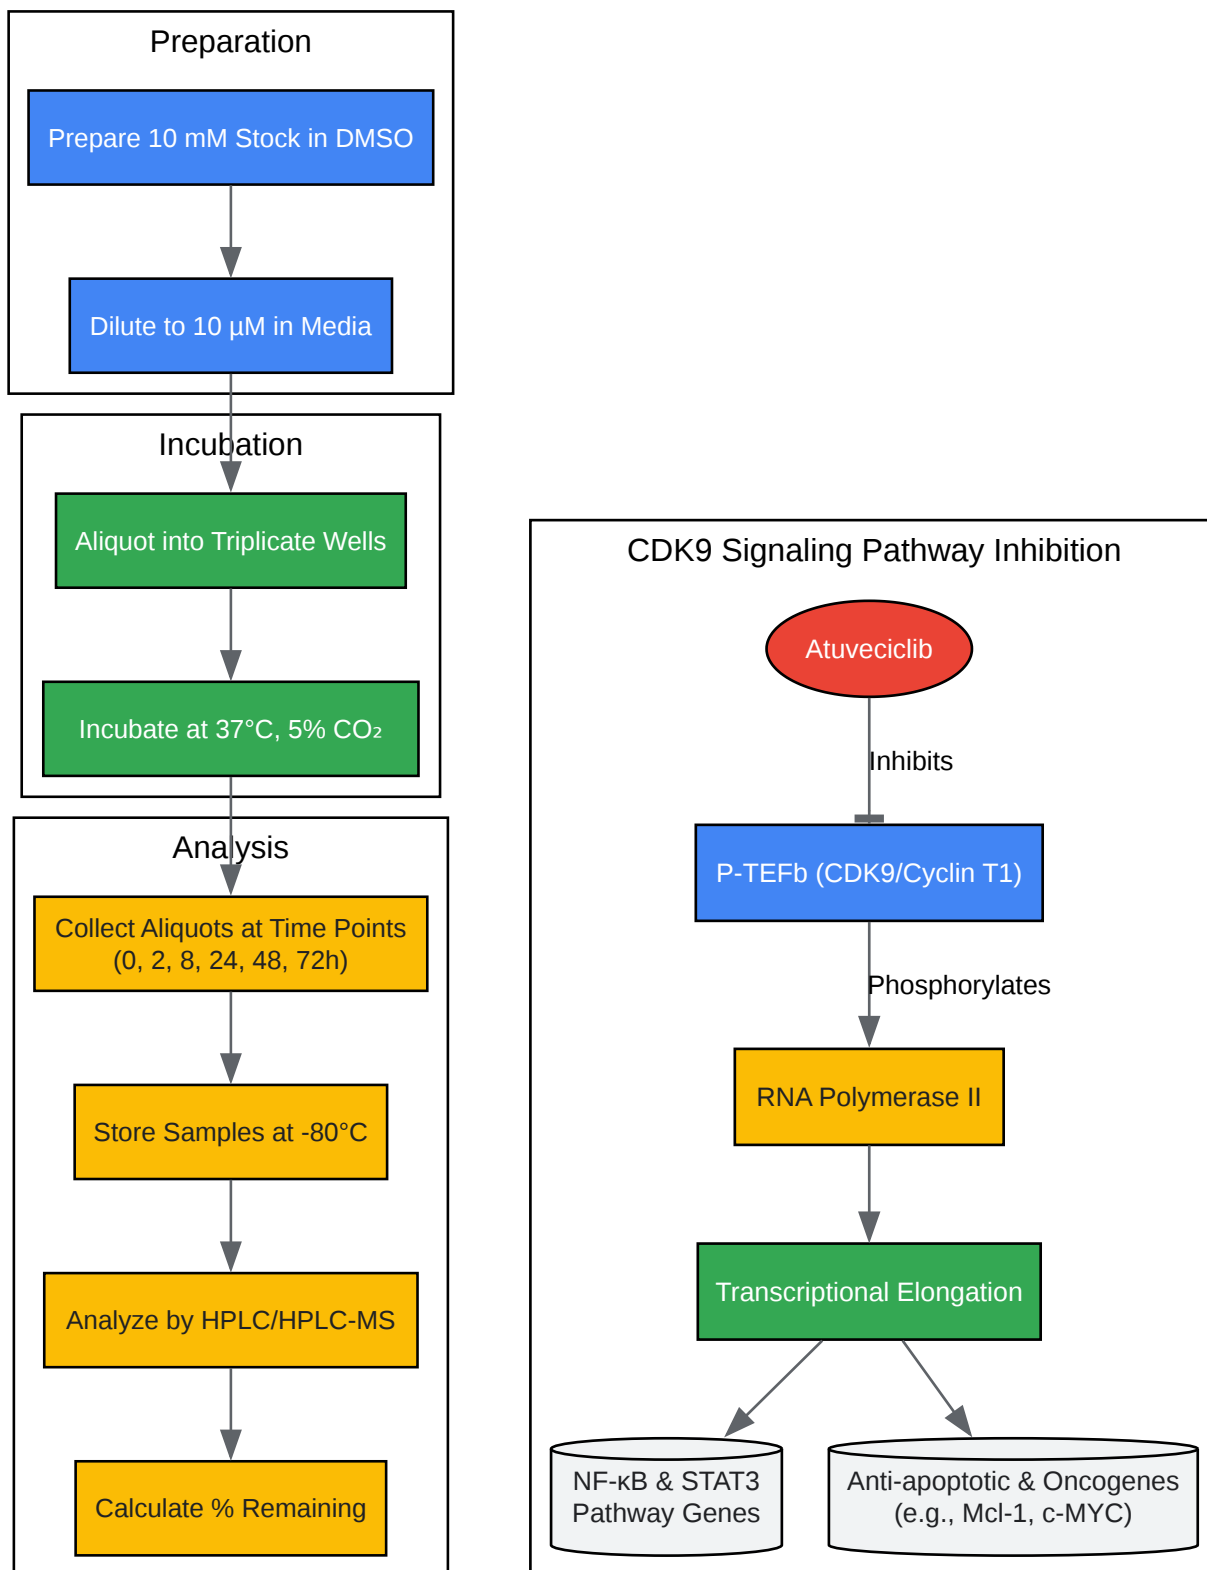 Preparation
Prepare 10 mM Stock in DMSO
Dilute to 10 µM in Media
Incubation
Aliquot into Triplicate Wells
Incubate at 37°C, 5% CO₂
Analysis
Collect Aliquots at Time Points
(0, 2, 8, 24, 48, 72h)
Store Samples at -80°C
Analyze by HPLC/HPLC-MS
Calculate % Remaining
CDK9 Signaling Pathway Inhibition
Atuveciclib
Inhibits
P-TEFb (CDK9/Cyclin T1)
Phosphorylates
RNA Polymerase II
Transcriptional Elongation
NF-κB & STAT3
Pathway Genes
Anti-apoptotic & Oncogenes
(e.g., Mcl-1, c-MYC)